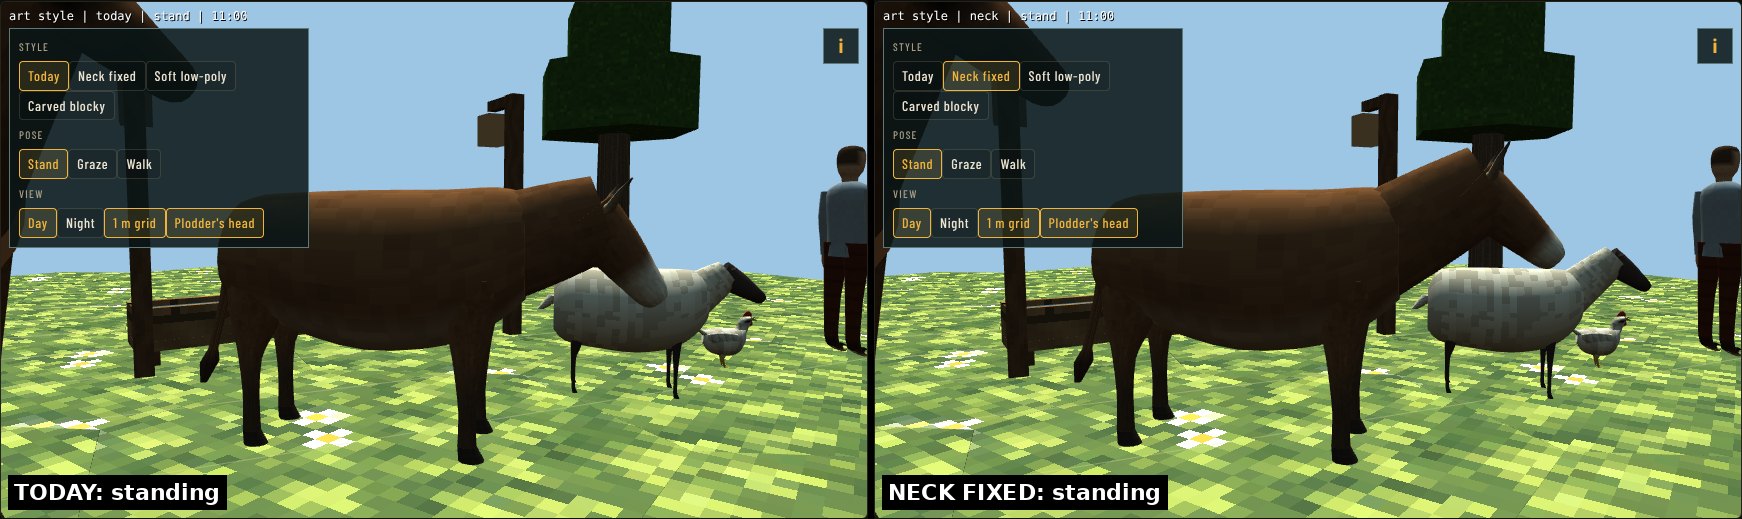 art style | today | stand | 11:00
STYLE
Today Neck fixed Soft low-poly
Carved blocky
POSE
Stand Graze Walk
VIEW
Day Night 1 m grid Plodder's head
i
TODAY: standing
art style | neck | stand | 11:00
STYLE
Today Neck fixed Soft low-poly
Carved blocky
POSE
Stand Graze Walk
VIEW
Day Night 1 m grid Plodder's head
i
NECK FIXED: standing